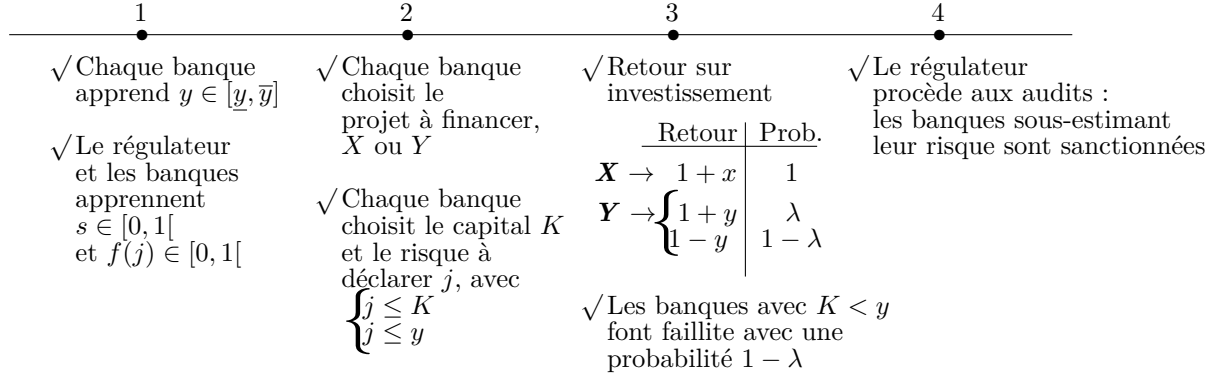 1 2 3 4
√ Chaque banque
apprend y ∈ [y, y̅]
√ Le régulateur
et les banques
apprennent
s ∈ [0, 1[
et f(j) ∈ [0, 1[
√ Chaque banque
choisit le
projet à financer,
X ou Y
√ Chaque banque
choisit le capital K
et le risque à
déclarer j, avec
{ j ≤ K
j ≤ y
√ Retour sur
investissement
Retour Prob.
X → 1 + x 1
Y → { 1 + y λ
1 − y 1 − λ
√ Les banques avec K < y
font faillite avec une
probabilité 1 − λ
√ Le régulateur
procède aux audits :
les banques sous-estimant
leur risque sont sanctionnées